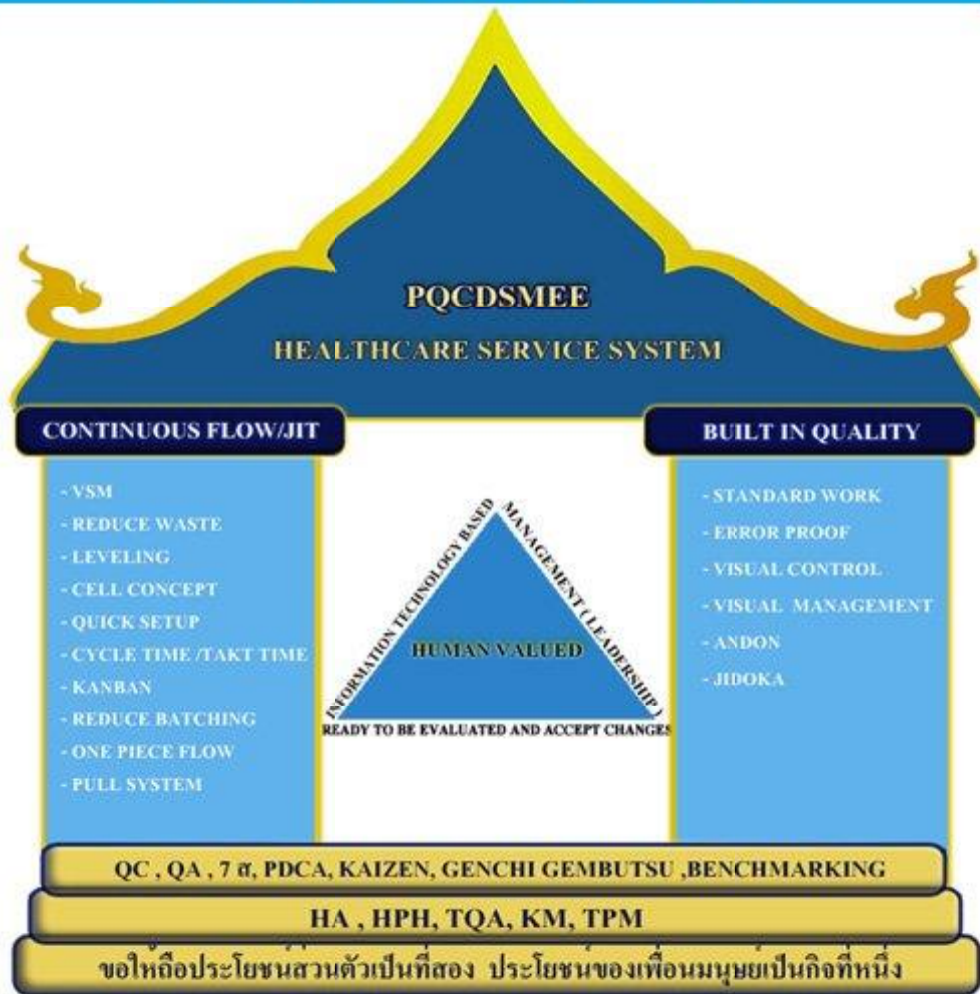 PQCDSMEE
HEALTHCARE SERVICE SYSTEM
CONTINUOUS FLOW/JIT
- VSM
- REDUCE WASTE
- LEVELING
- CELL CONCEPT
- QUICK SETUP
- CYCLE TIME /TAKT TIME
- KANBAN
- REDUCE BATCHING
- ONE PIECE FLOW
- PULL SYSTEM
INFORMATION TECHNOLOGY BASED
MANAGEMENT ( LEADERSHIP )
HUMAN VALUED
READY TO BE EVALUATED AND ACCEPT CHANGES
BUILT IN QUALITY
- STANDARD WORK
- ERROR PROOF
- VISUAL CONTROL
- VISUAL MANAGEMENT
- ANDON
- JIDOKA
QC , QA , 7 ส, PDCA, KAIZEN, GENCHI GEMBUTSU ,BENCHMARKING
HA , HPH, TQA, KM, TPM
ขอให้ถือประโยชน์ส่วนตัวเป็นที่สอง ประโยชน์ของเพื่อนมนุษย์เป็นกิจที่หนึ่ง